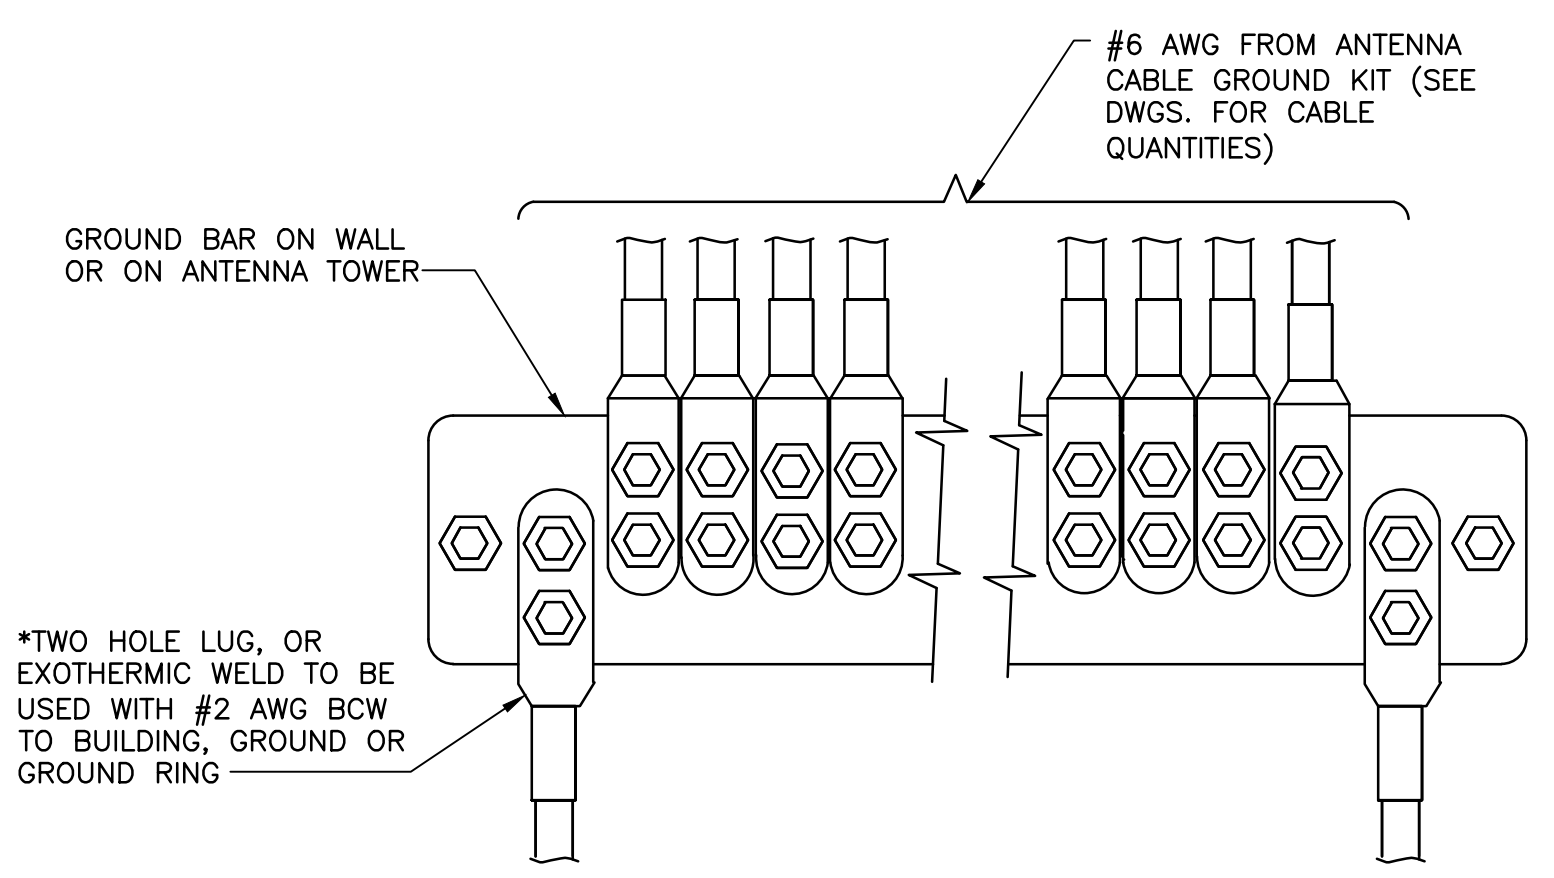 #6 AWG FROM ANTENNA
CABLE GROUND KIT (SEE
DWGS. FOR CABLE
QUANTITIES)
GROUND BAR ON WALL
OR ON ANTENNA TOWER
*TWO HOLE LUG, OR
EXOTHERMIC WELD TO BE
USED WITH #2 AWG BCW
TO BUILDING, GROUND OR
GROUND RING